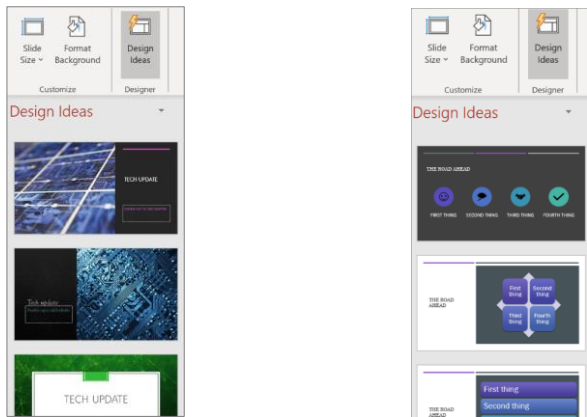 Slide
Size
Format
Background
Design
Ideas
Customize
Designer
Design Ideas
TECH UPDATE
Tech update
TECH UPDATE
Slide
Size
Format
Background
Design
Ideas
Customize
Designer
Design Ideas
THE ROAD AHEAD
FIRST THING
SECOND THING
THIRD THING
FOURTH THING
THE ROAD
AHEAD
First
thing
Second
thing
Third
thing
Fourth
thing
THE ROAD
AHEAD
First thing
Second thing